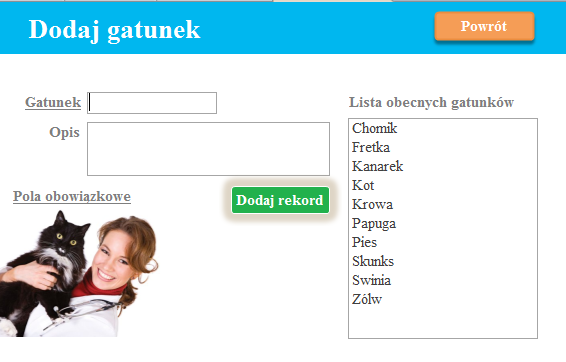 Dodaj gatunek
Powrót
Gatunek
Opis
Pola obowiązkowe
Dodaj rekord
Lista obecnych gatunków
Chomik
Fretka
Kanarek
Kot
Krowa
Papuga
Pies
Skunks
Swinia
Zólw